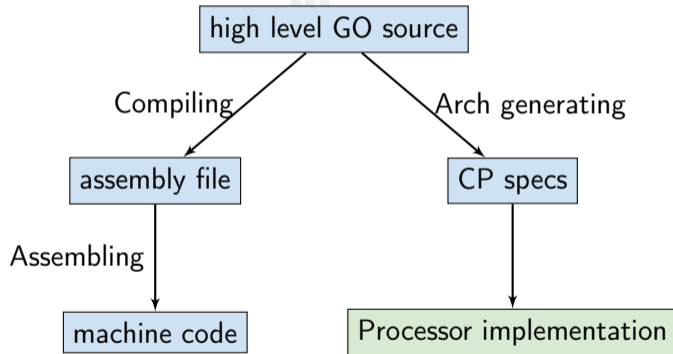 high level GO source
Compiling
Arch generating
assembly file
CP specs
Assembling
machine code
Processor implementation